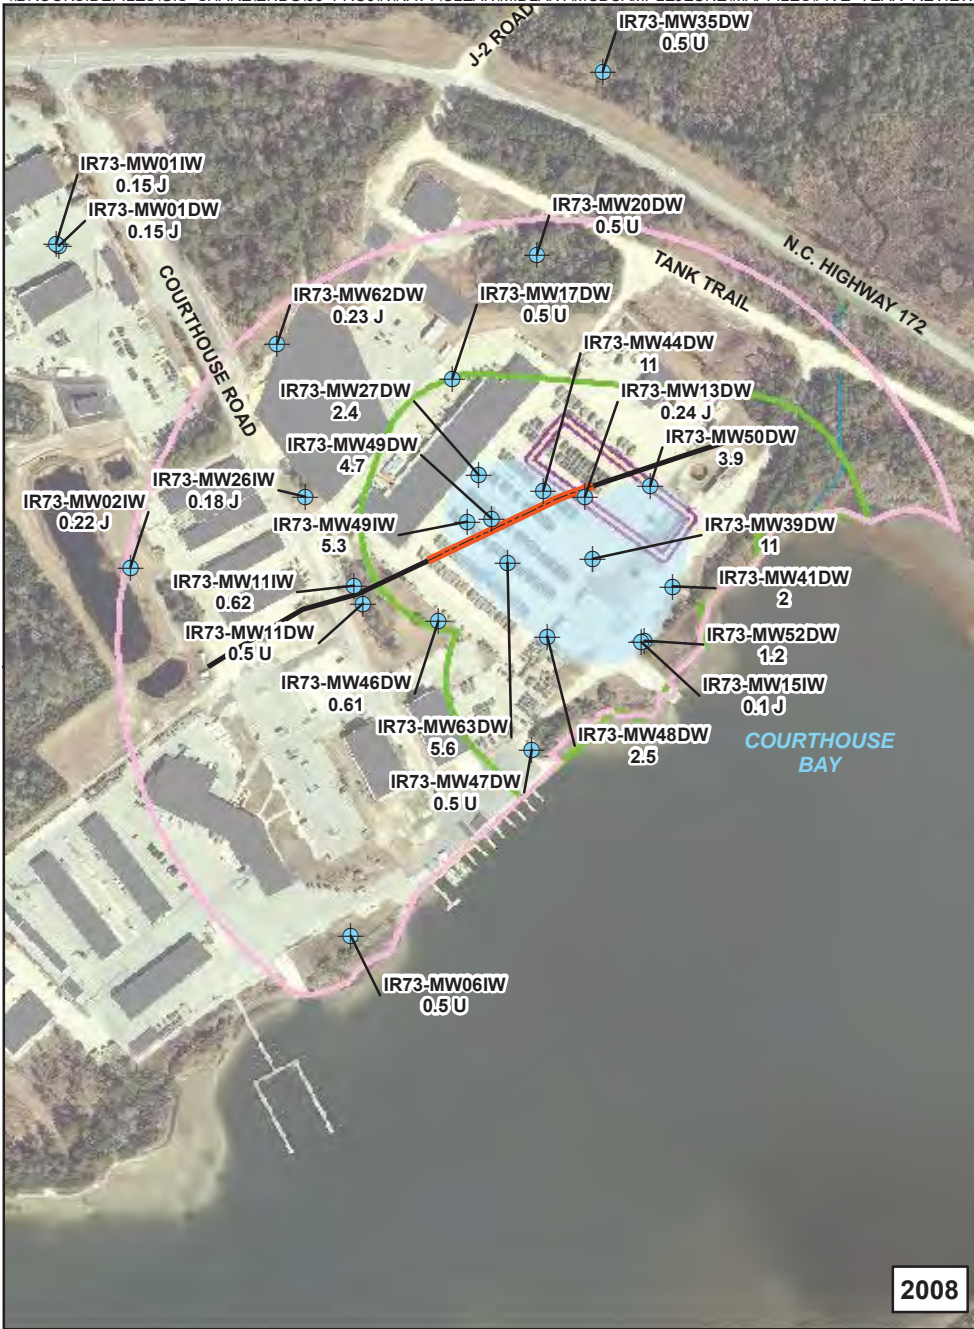 IR73-MW35DW
0.5 U
J-2 ROAD
IR73-MW01IW
0.15 J
IR73-MW01DW
0.15 J
IR73-MW20DW
0.5 U
N.C. HIGHWAY 172
TANK TRAIL
COURTHOUSE ROAD
IR73-MW62DW
0.23 J
IR73-MW17DW
0.5 U
IR73-MW44DW
11
IR73-MW27DW
2.4
IR73-MW13DW
0.24 J
IR73-MW49DW
4.7
IR73-MW50DW
3.9
IR73-MW26IW
0.18 J
IR73-MW02IW
0.22 J
IR73-MW49IW
5.3
IR73-MW39DW
11
IR73-MW11IW
0.62
IR73-MW41DW
2
IR73-MW11DW
0.5 U
IR73-MW52DW
1.2
IR73-MW46DW
0.61
IR73-MW15IW
0.1 J
IR73-MW63DW
5.6
IR73-MW48DW
2.5
COURTHOUSE
BAY
IR73-MW47DW
0.5 U
IR73-MW06IW
0.5 U
2008